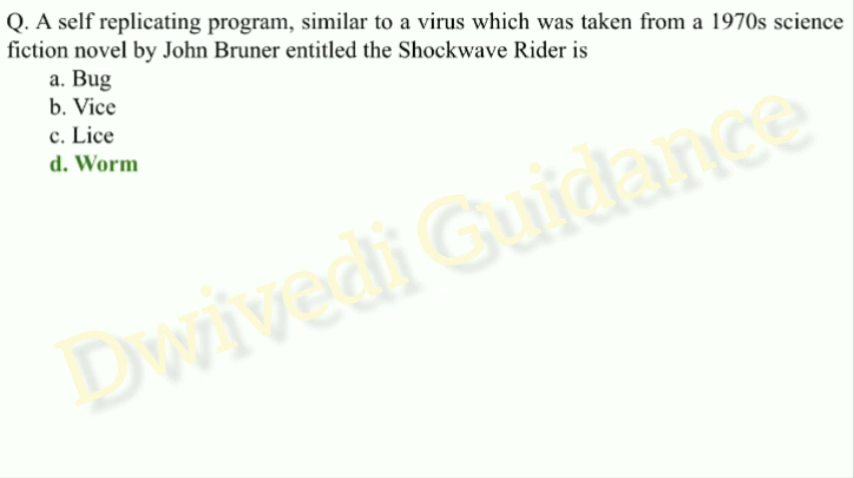 Q. A self replicating program, similar to a virus which was taken from a 1970s science
fiction novel by John Bruner entitled the Shockwave Rider is
a. Bug
b. Vice
c. Lice
d. Worm
Dwivedi Guidance